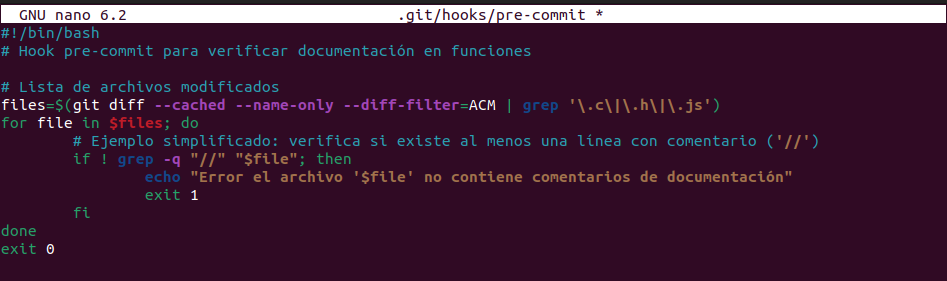 GNU nano 6.2 .git/hooks/pre-commit *
#!/bin/bash
# Hook pre-commit para verificar documentación en funciones

# Lista de archivos modificados
files=$(git diff --cached --name-only --diff-filter=ACM | grep '\.c\|\.h\|\.js')
for file in $files; do
        # Ejemplo simplificado: verifica si existe al menos una línea con comentario ('//')
        if ! grep -q "//" "$file"; then
                echo "Error el archivo '$file' no contiene comentarios de documentación"
                exit 1
        fi
done
exit 0